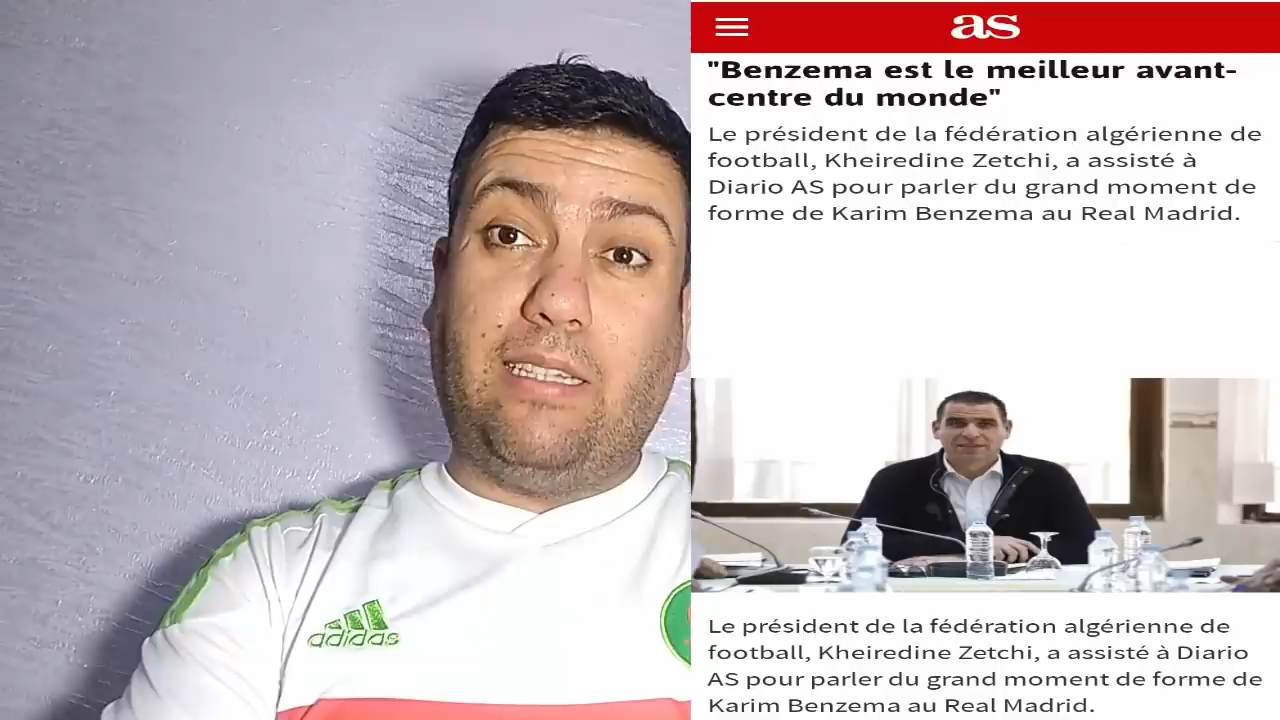 as
"Benzema est le meilleur avant-
centre du monde"
Le président de la fédération algérienne de
football, Kheiredine Zetchi, a assisté à
Diario AS pour parler du grand moment de
forme de Karim Benzema au Real Madrid.
adidas
Le président de la fédération algérienne de
football, Kheiredine Zetchi, a assisté à Diario
AS pour parler du grand moment de forme de
Karim Benzema au Real Madrid.